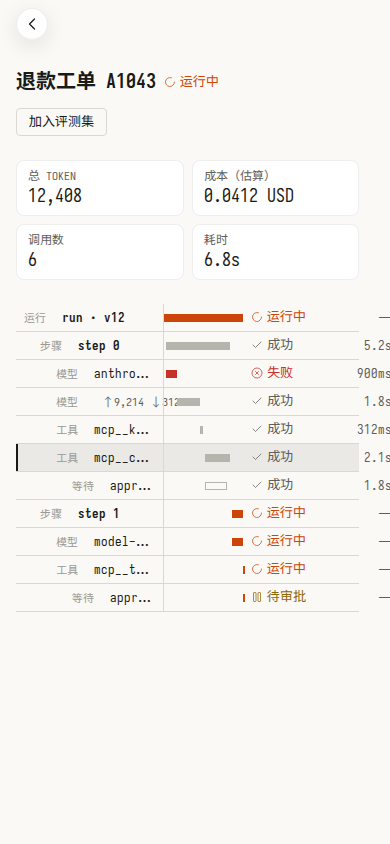 退款工单 A1043 运行中
加入评测集
总 TOKEN
12,408
成本（估算）
0.0412 USD
调用数
6
耗时
6.8s
运行 run · v12 运行中 —
步骤 step 0 成功 5.2s
模型 anthro… 失败 900ms
模型 ↑9,214 ↓312 成功 1.8s
工具 mcp__k… 成功 312ms
工具 mcp__c… 成功 2.1s
等待 appr… 成功 1.8s
步骤 step 1 运行中 —
模型 model-… 运行中 —
工具 mcp__t… 运行中 —
等待 appr… 待审批 —